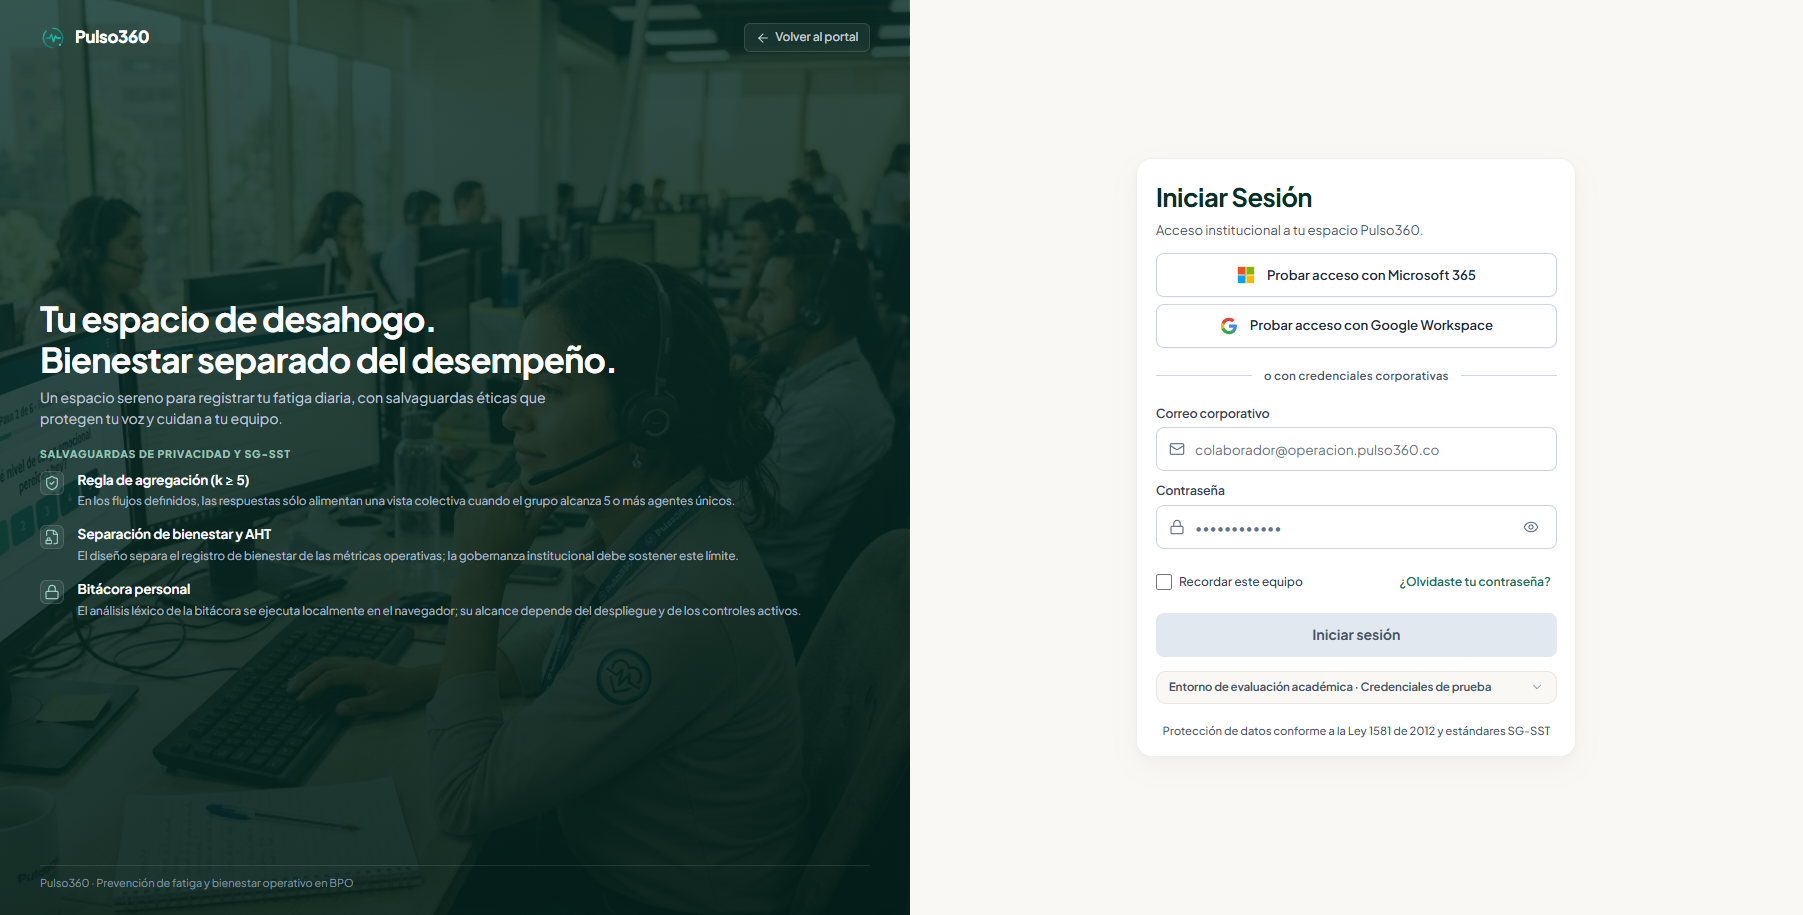 Pulso360
Volver al portal
Tu espacio de desahogo.
Bienestar separado del desempeño.
Un espacio sereno para registrar tu fatiga diaria, con salvaguardas éticas que
protegen tu voz y cuidan a tu equipo.
SALVAGUARDAS DE PRIVACIDAD Y SG-SST
Regla de agregación (k ≥ 5)
En los flujos definidos, las respuestas sólo alimentan una vista colectiva cuando el grupo alcanza 5 o más agentes únicos.
Separación de bienestar y AHT
El diseño separa el registro de bienestar de las métricas operativas; la gobernanza institucional debe sostener este límite.
Bitácora personal
El análisis léxico de la bitácora se ejecuta localmente en el navegador; su alcance depende del despliegue y de los controles activos.
Pulso360 · Prevención de fatiga y bienestar operativo en BPO
Iniciar Sesión
Acceso institucional a tu espacio Pulso360.
Probar acceso con Microsoft 365
Probar acceso con Google Workspace
o con credenciales corporativas
Correo corporativo
colaborador@operacion.pulso360.co
Contraseña
••••••••••••
Recordar este equipo
¿Olvidaste tu contraseña?
Iniciar sesión
Entorno de evaluación académica · Credenciales de prueba
Protección de datos conforme a la Ley 1581 de 2012 y estándares SG-SST